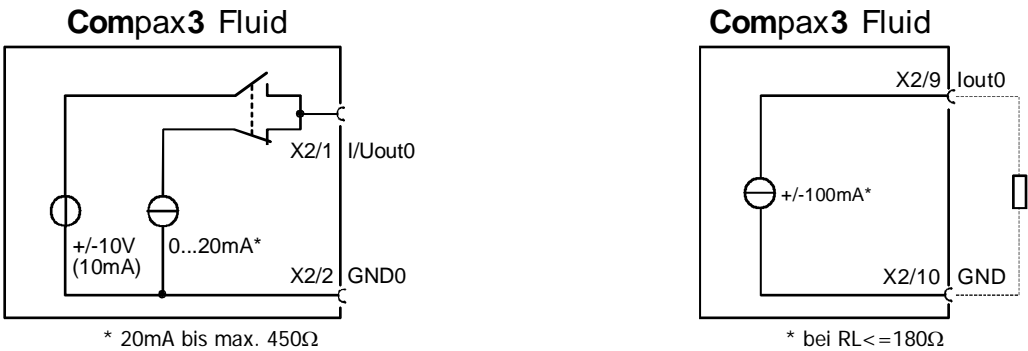 Compax3 Fluid
X2/1 I/Uout0
+/-10V
(10mA)
0...20mA*
X2/2 GND0
* 20mA bis max. 450Ω
Compax3 Fluid
X2/9 Iout0
+/-100mA*
X2/10 GND
* bei RL<=180Ω